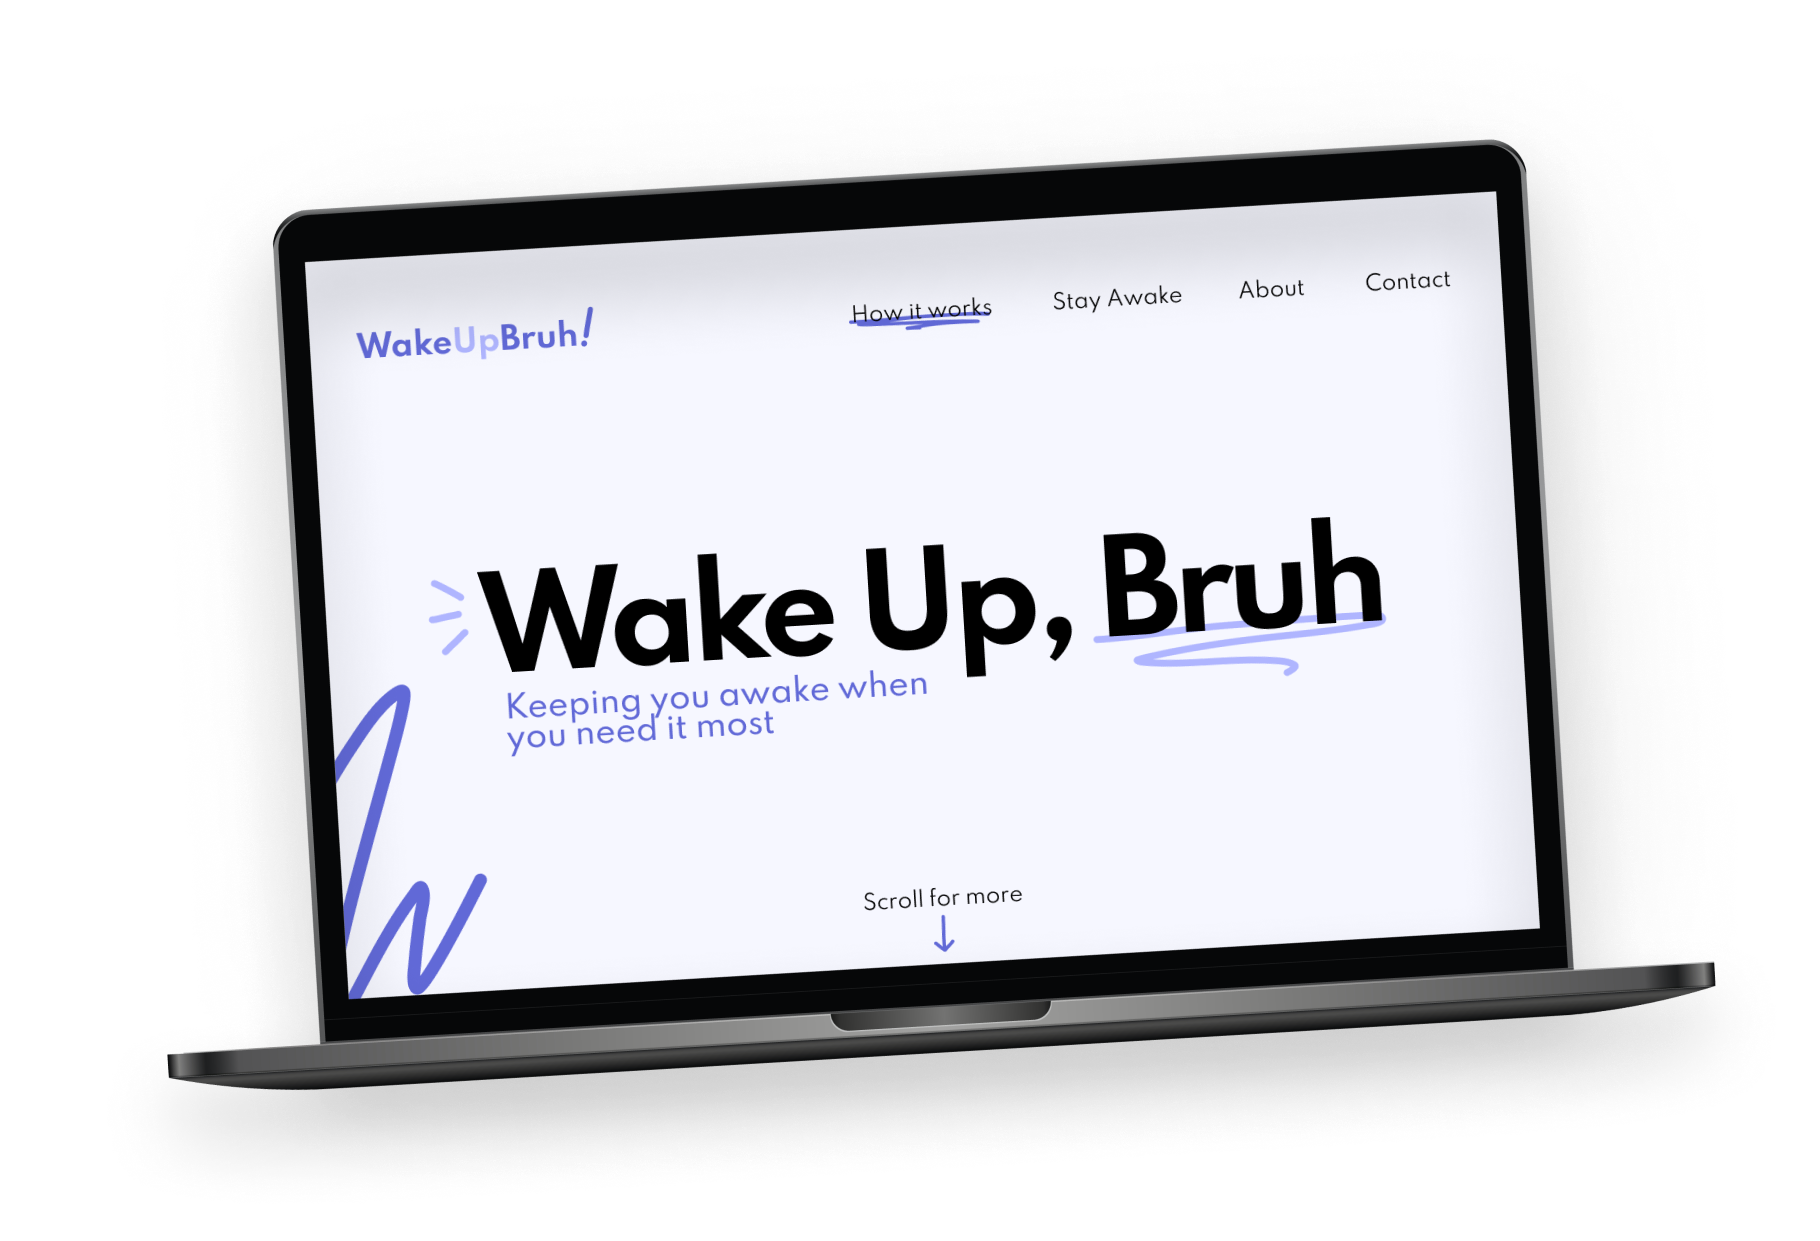 WakeUpBruh!
How it works
Stay Awake
About
Contact
Wake Up, Bruh
Keeping you awake when
you need it most
Scroll for more